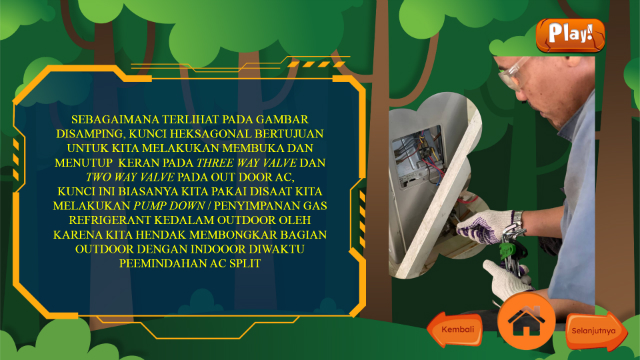 Play!
SEBAGAIMANA TERLIHAT PADA GAMBAR
DISAMPING, KUNCI HEKSAGONAL BERTUJUAN
UNTUK KITA MELAKUKAN MEMBUKA DAN
MENUTUP KERAN PADA THREE WAY VALVE DAN
TWO WAY VALVE PADA OUT DOOR AC,
KUNCI INI BIASANYA KITA PAKAI DISAAT KITA
MELAKUKAN PUMP DOWN / PENYIMPANAN GAS
REFRIGERANT KEDALAM OUTDOOR OLEH
KARENA KITA HENDAK MEMBONGKAR BAGIAN
OUTDOOR DENGAN INDOOOR DIWAKTU
PEEMINDAHAN AC SPLIT
Kembali
Selanjutnya